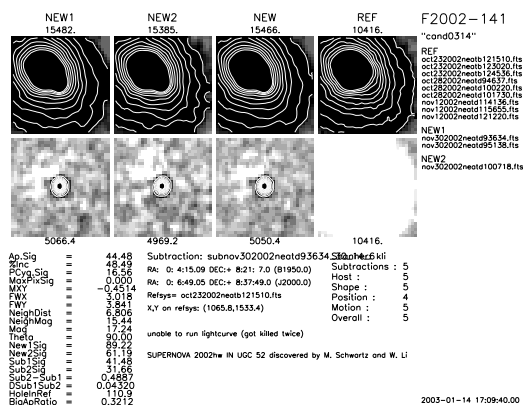 NEW1 NEW2 NEW REF
15482. 15385. 15466. 10416.
5066.4 4969.2 5050.4 10416.
F2002-141
"cand0314"
REF
oct232002neatb121510.fts
oct232002neatb123020.fts
oct232002neatb124536.fts
oct282002neatd94637.fts
oct282002neatd100220.fts
oct282002neatd101730.fts
nov12002neatd114136.fts
nov12002neatd115655.fts
nov12002neatd121220.fts
NEW1
nov302002neatd93634.fts
nov302002neatd95138.fts
NEW2
nov302002neatd100718.fts
Ap.Sig = 44.48
%Inc = 48.49
PCyg.Sig = 16.56
MaxPixSig = 0.000
MXY = -0.4514
FWX = 3.018
FWY = 3.841
NeighDist = 6.806
NeighMag = 15.44
Mag = 17.24
Theta = 90.00
New1Sig = 89.22
New2Sig = 61.19
Sub1Sig = 41.48
Sub2Sig = 31.66
Sub2-Sub1 = 0.4887
DSub1Sub2 = 0.04320
HoleInRef = 110.9
BigApRatio = 0.3212
Subtraction: subnov302002neatd93634
RA: 0: 4:15.09 DEC:+ 8:21: 7.0 (B1950.0)
RA: 0: 6:49.50 DEC:+ 8:37:49.0 (J2000.0)
Refsys= oct232002neatb121510.fts
X,Y on refsys: (1065.8,1533.4)
unable to run lightcurve (got killed twice)
SUPERNOVA 2002hw IN UGC 52 discovered by M. Schwartz and W. Li
Subtractions : 5
Host : 5
Shape : 5
Position : 4
Motion : 5
Overall : 5
2003-01-14 17:09:40.00